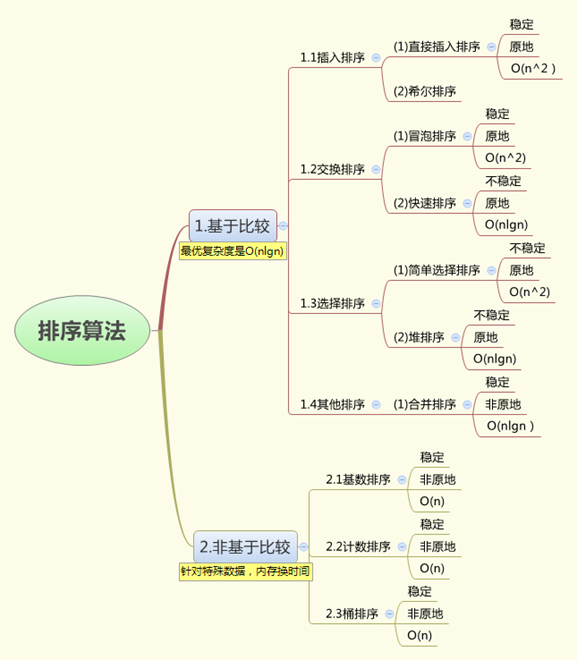 排序算法
1.基于比较
最优复杂度是O(nlgn)
1.1插入排序
(1)直接插入排序
稳定
原地
O(n^2 )
(2)希尔排序
1.2交换排序
(1)冒泡排序
稳定
原地
O(n^2)
(2)快速排序
不稳定
原地
O(nlgn)
1.3选择排序
(1)简单选择排序
不稳定
原地
O(n^2)
(2)堆排序
不稳定
原地
O(nlgn)
1.4其他排序
(1)合并排序
稳定
非原地
O(nlgn )
2.非基于比较
针对特殊数据，内存换时间
2.1基数排序
稳定
非原地
O(n)
2.2计数排序
稳定
非原地
O(n)
2.3桶排序
稳定
非原地
O(n)